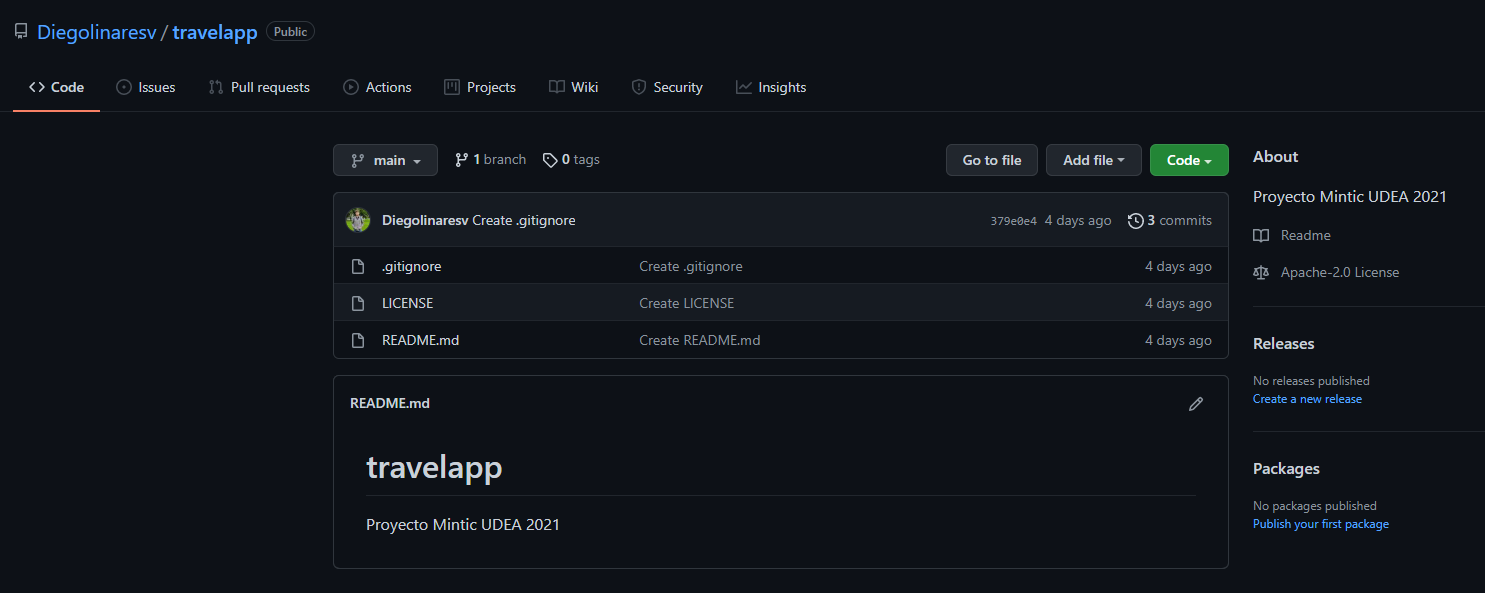 Diegolinaresv / travelapp Public
Code Issues Pull requests Actions Projects Wiki Security Insights
main 1 branch 0 tags Go to file Add file Code
Diegolinaresv Create .gitignore 379e0e4 4 days ago 3 commits
.gitignore Create .gitignore 4 days ago
LICENSE Create LICENSE 4 days ago
README.md Create README.md 4 days ago
README.md
travelapp
Proyecto Mintic UDEA 2021
About
Proyecto Mintic UDEA 2021
Readme
Apache-2.0 License
Releases
No releases published
Create a new release
Packages
No packages published
Publish your first package